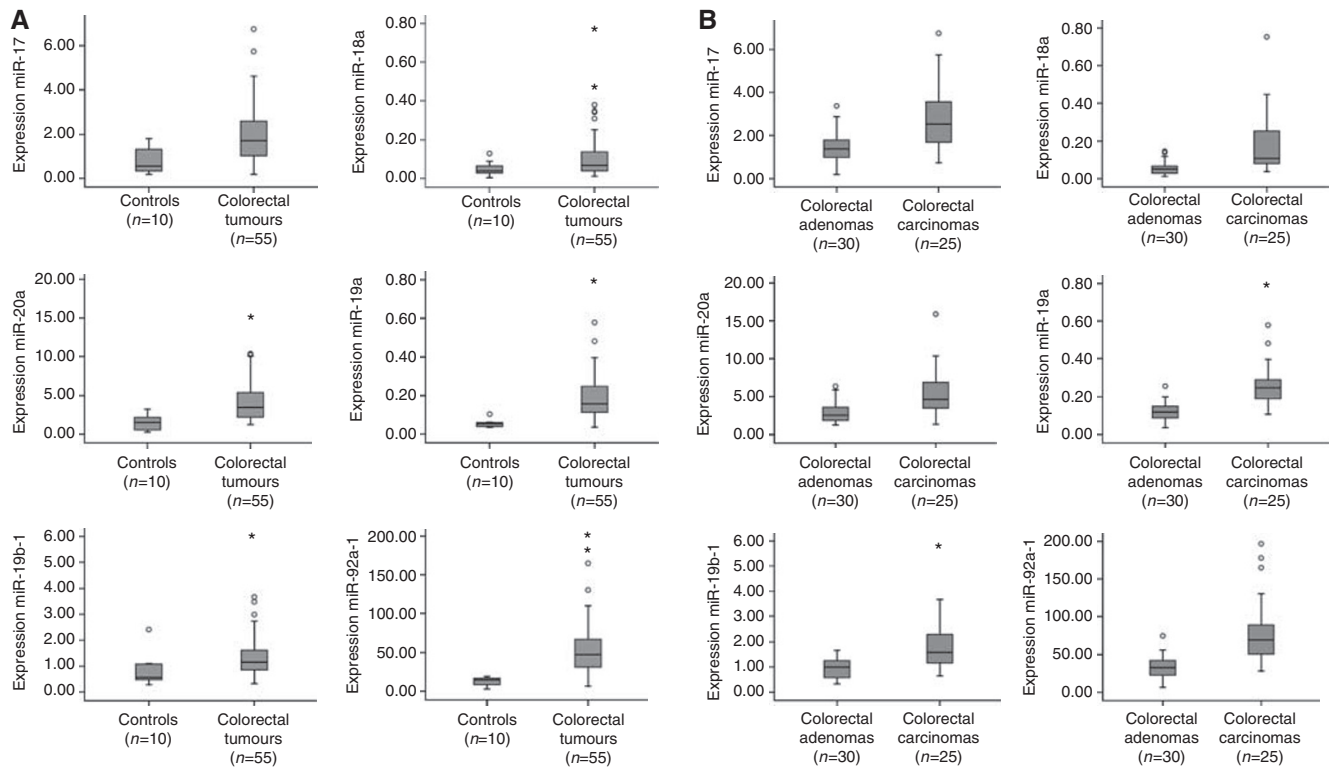 A
Expression miR-17
6.00
4.00
2.00
0.00
Controls
(n=10)
Colorectal
tumours
(n=55)
Expression miR-18a
0.80
0.60
0.40
0.20
0.00
*
*
Controls
(n=10)
Colorectal
tumours
(n=55)
Expression miR-20a
20.00
15.00
10.00
5.00
0.00
*
Controls
(n=10)
Colorectal
tumours
(n=55)
Expression miR-19a
0.80
0.60
0.40
0.20
0.00
*
Controls
(n=10)
Colorectal
tumours
(n=55)
Expression miR-19b-1
6.00
5.00
4.00
3.00
2.00
1.00
0.00
*
Controls
(n=10)
Colorectal
tumours
(n=55)
Expression miR-92a-1
200.00
150.00
100.00
50.00
0.00
*
*
Controls
(n=10)
Colorectal
tumours
(n=55)
B
Expression miR-17
6.00
4.00
2.00
0.00
Colorectal
adenomas
(n=30)
Colorectal
carcinomas
(n=25)
Expression miR-18a
0.80
0.60
0.40
0.20
0.00
Colorectal
adenomas
(n=30)
Colorectal
carcinomas
(n=25)
Expression miR-20a
20.00
15.00
10.00
5.00
0.00
Colorectal
adenomas
(n=30)
Colorectal
carcinomas
(n=25)
Expression miR-19a
0.80
0.60
0.40
0.20
0.00
*
Colorectal
adenomas
(n=30)
Colorectal
carcinomas
(n=25)
Expression miR-19b-1
6.00
5.00
4.00
3.00
2.00
1.00
0.00
*
Colorectal
adenomas
(n=30)
Colorectal
carcinomas
(n=25)
Expression miR-92a-1
200.00
150.00
100.00
50.00
0.00
Colorectal
adenomas
(n=30)
Colorectal
carcinomas
(n=25)